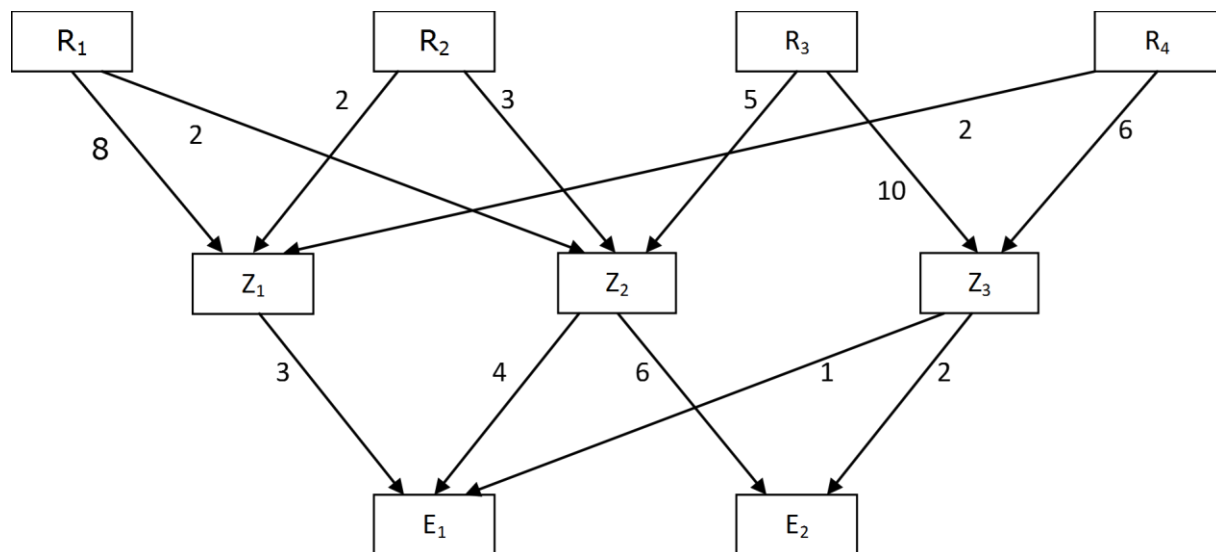 R₁ R₂ R₃ R₄
2 3 5 2 6
8 2
10
Z₁ Z₂ Z₃
3 4 6 1 2
E₁ E₂